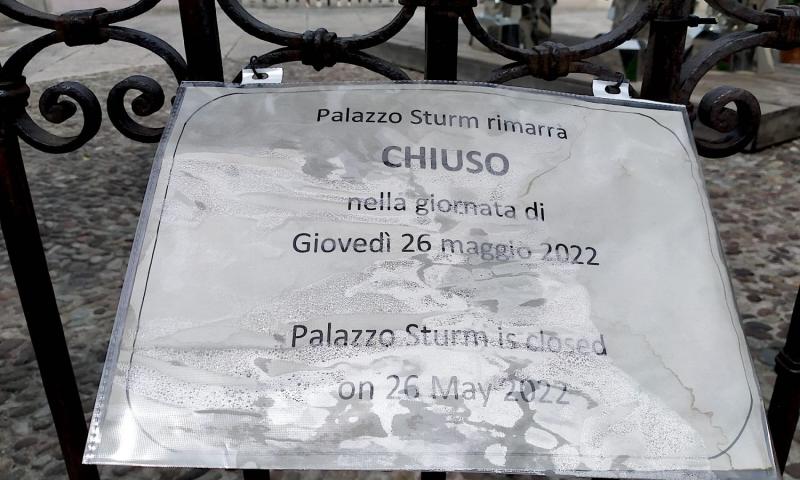 Palazzo Sturm rimarrà
CHIUSO
nella giornata di
Giovedì 26 maggio 2022
Palazzo Sturm is closed
on 26 May 2022